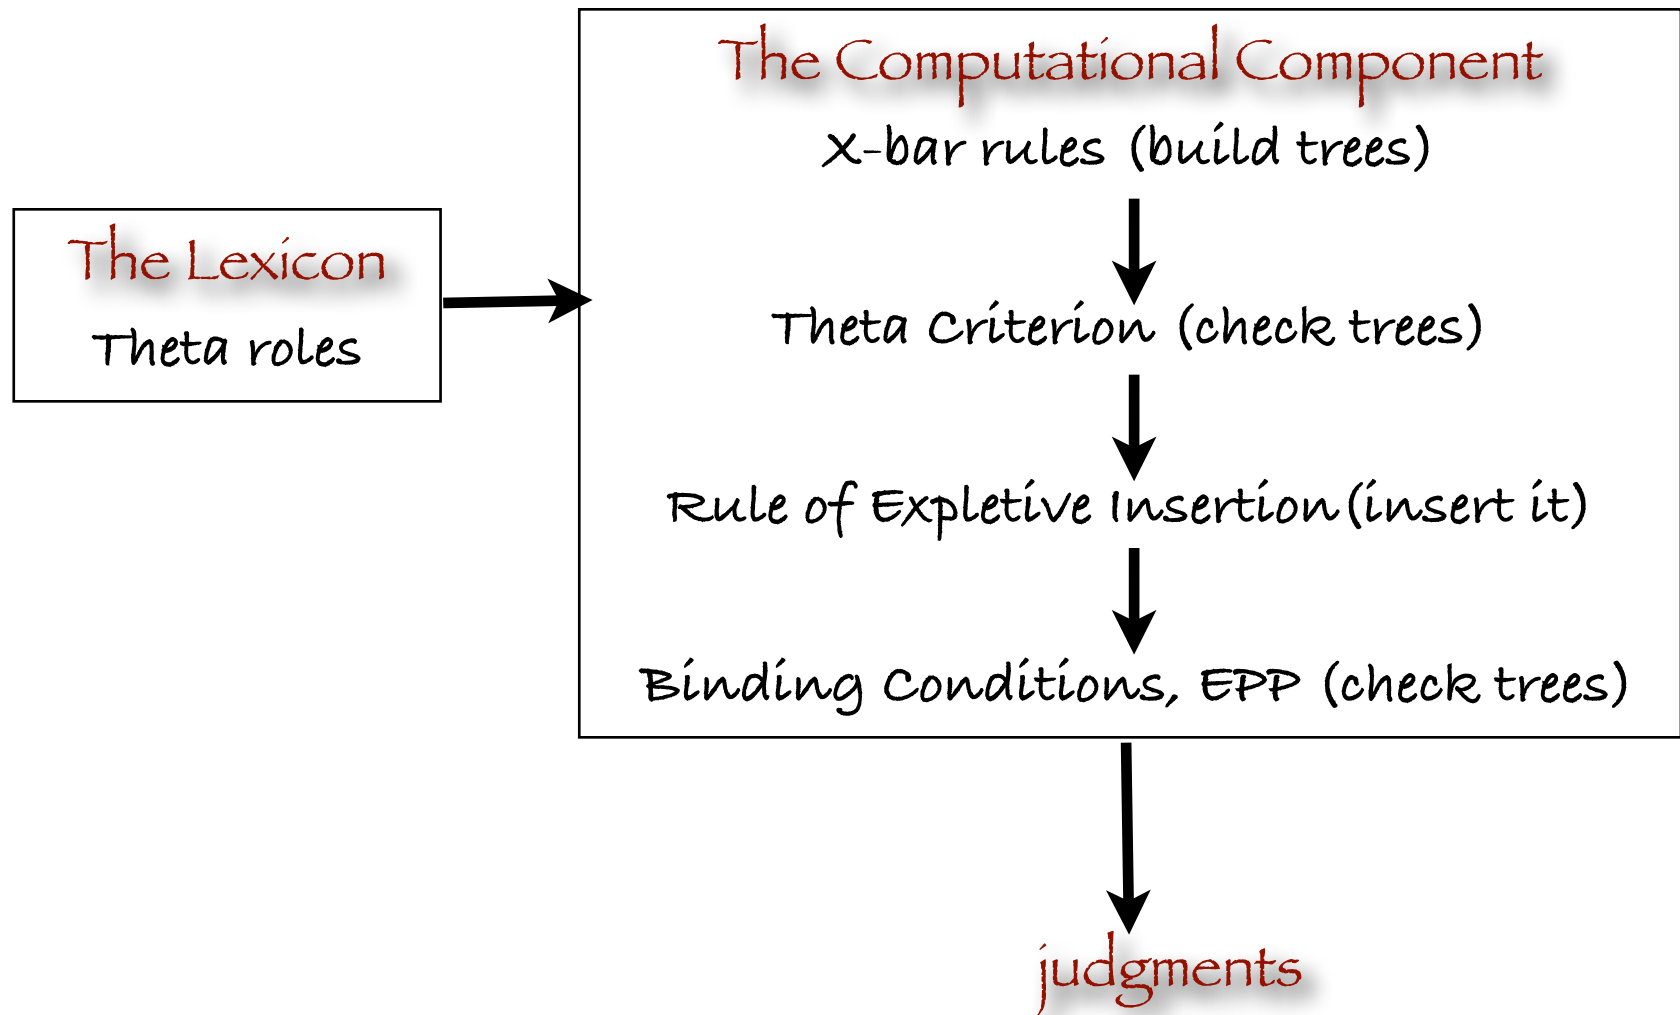 The Computational Component
X-bar rules (build trees)
The Lexicon
Theta roles
Theta Criterion (check trees)
Rule of Expletive Insertion(insert it)
Binding Conditions, EPP (check trees)
judgments